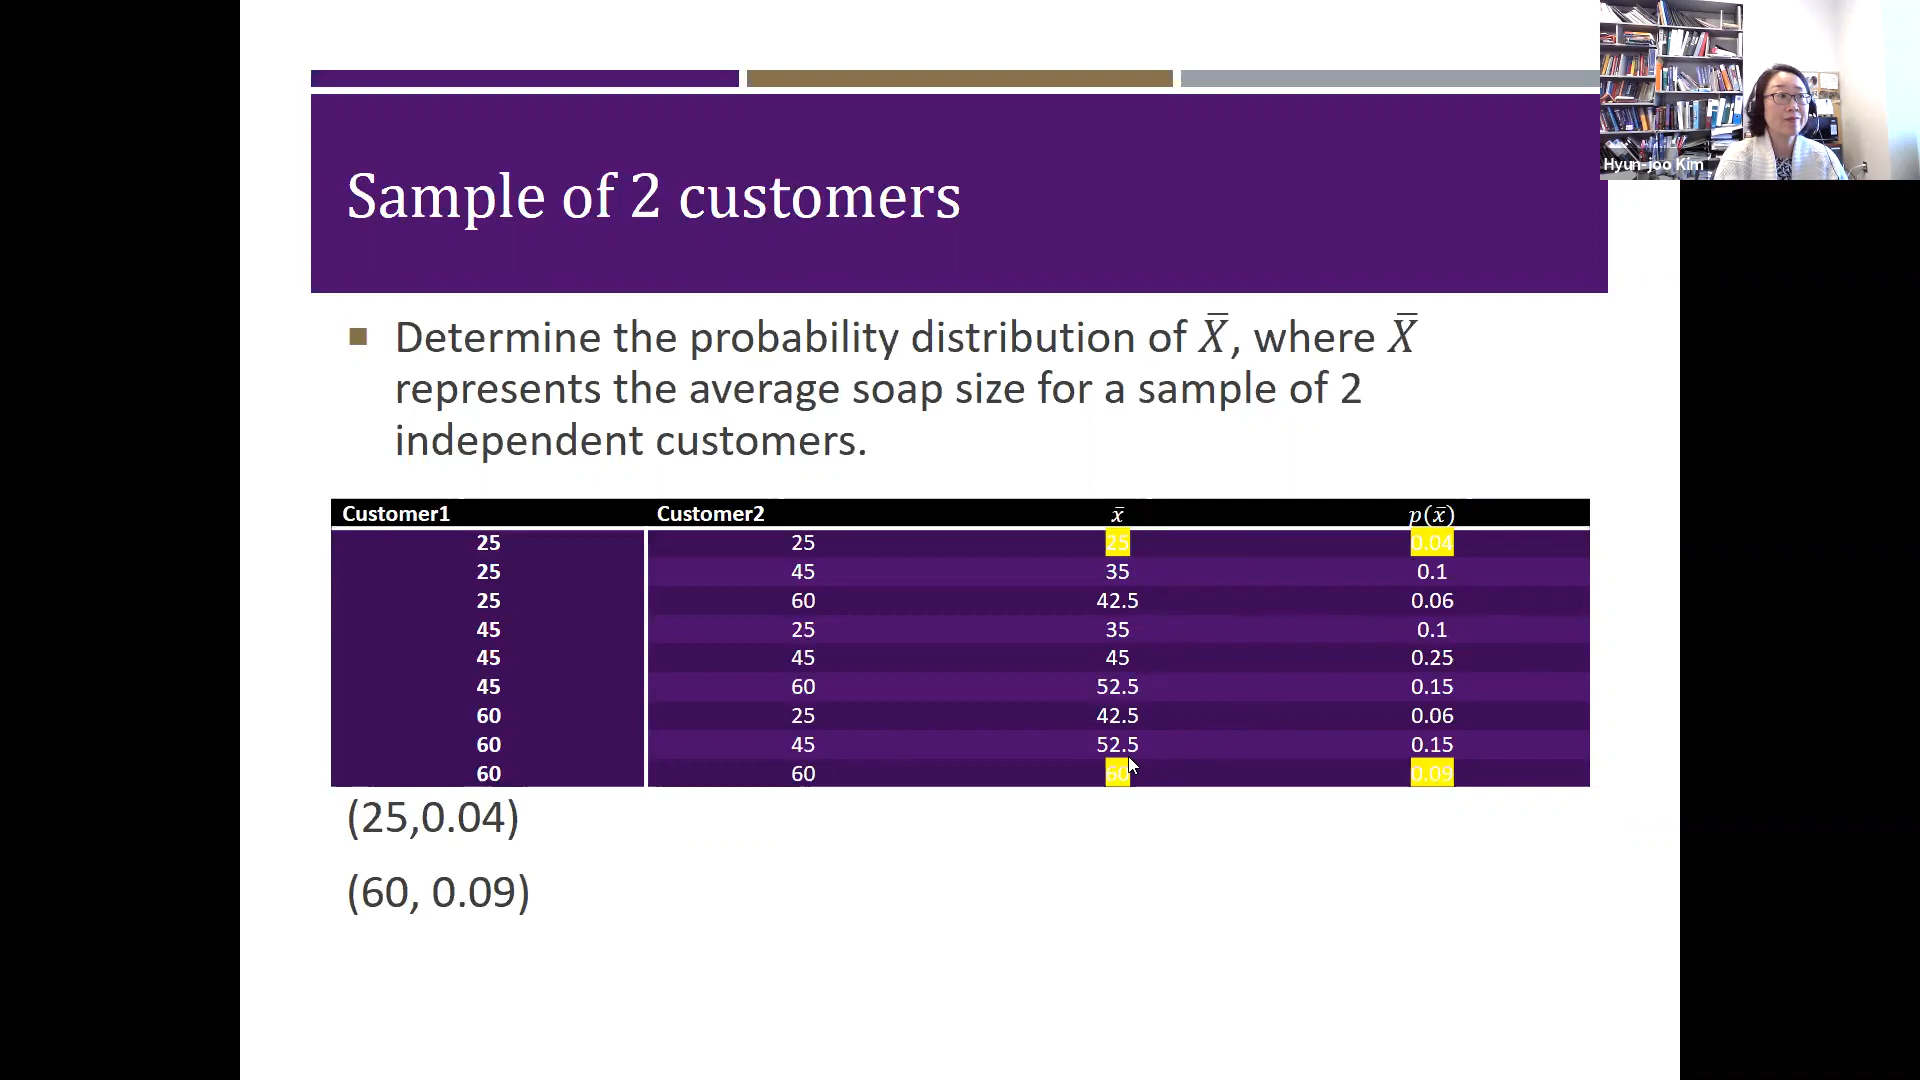 Hyun-joo Kim
Sample of 2 customers
Determine the probability distribution of X̅, where X̅
represents the average soap size for a sample of 2
independent customers.
Customer1 Customer2 x̅ p(x̅)
25 25 25 0.04
25 45 35 0.1
25 60 42.5 0.06
45 25 35 0.1
45 45 45 0.25
45 60 52.5 0.15
60 25 42.5 0.06
60 45 52.5 0.15
60 60 60 0.09
(25,0.04)
(60, 0.09)